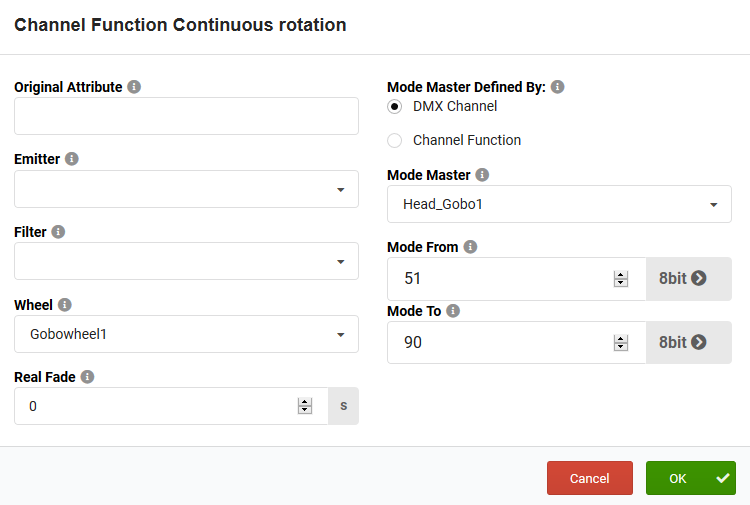 Channel Function Continuous rotation
Original Attribute
Emitter
Filter
Wheel
Gobowheel1
Real Fade
0
s
Mode Master Defined By:
DMX Channel
Channel Function
Mode Master
Head_Gobo1
Mode From
51
8bit
Mode To
90
8bit
Cancel
OK